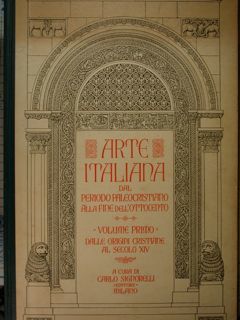 ARTE
ITALIANA
DAL
PERIODO PALEOCRISTIANO
ALLA FINE DELL'OTTOCENTO
VOLUME PRIMO
DALLE ORIGINI CRISTIANE
AL SECOLO XIV
A CURA DI
CARLO SIGNORELLI
EDITORE
MILANO